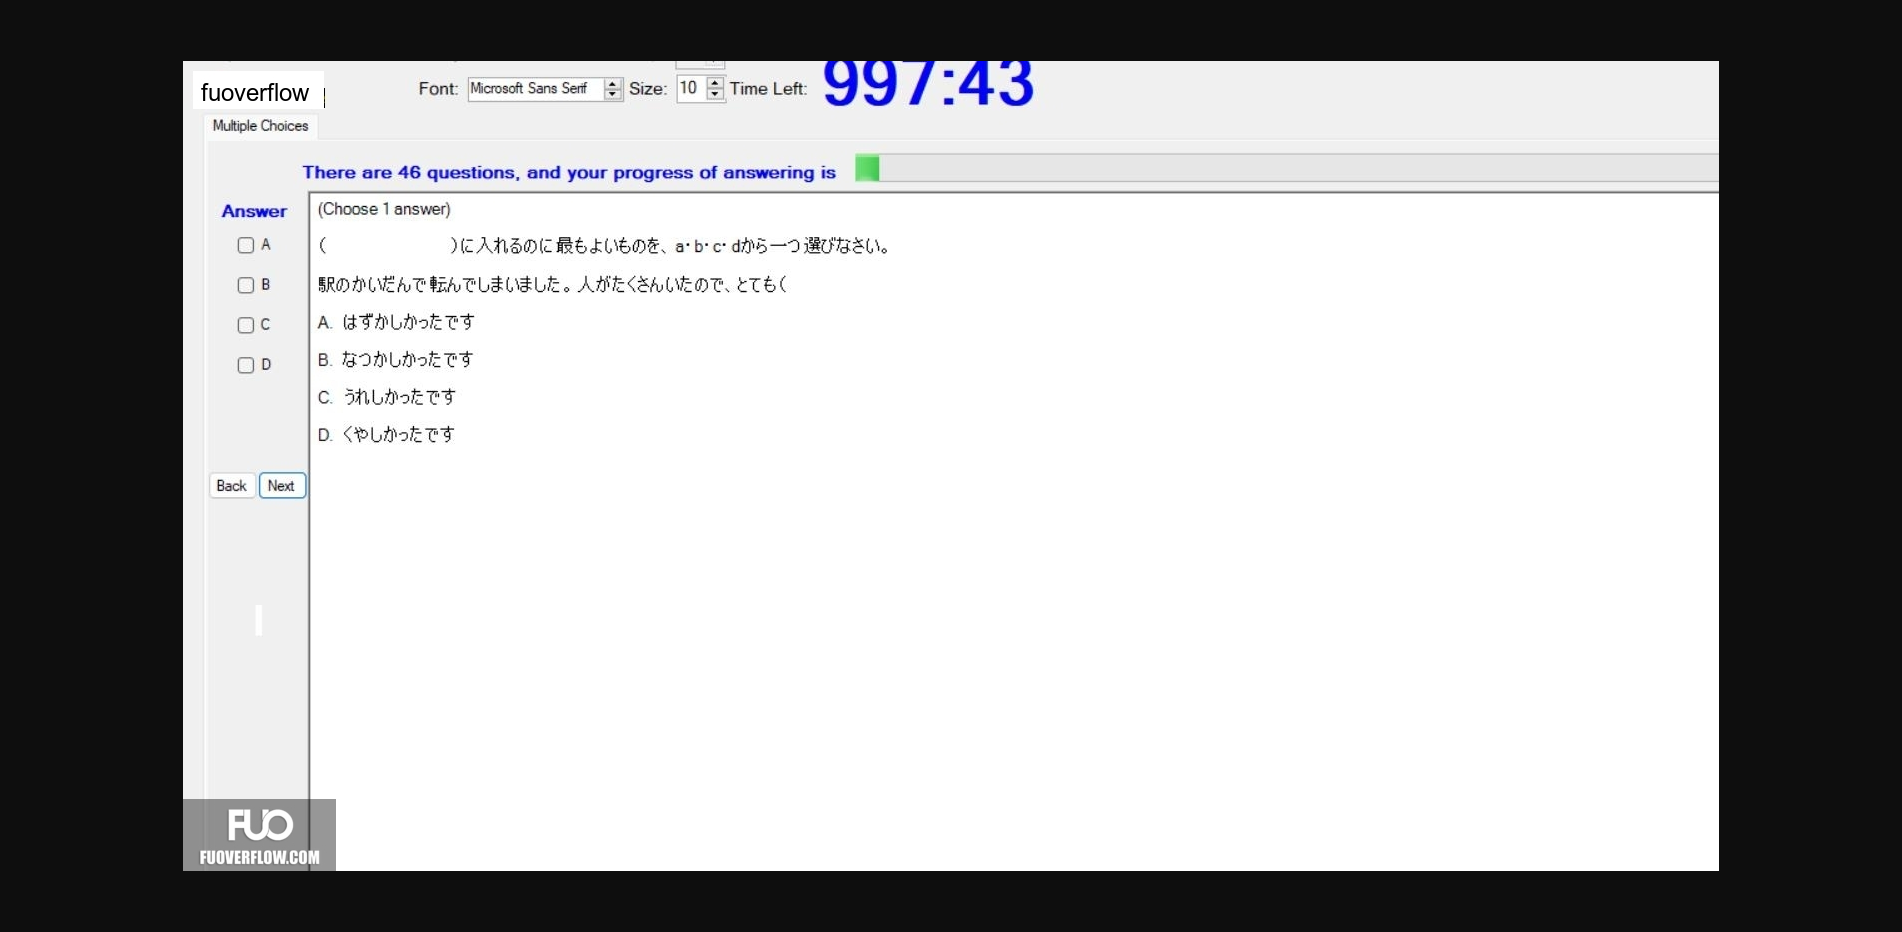 997:43
fuoverflow
Font: Microsoft Sans Serif Size: 10 Time Left:
Multiple Choices
There are 46 questions, and your progress of answering is
Answer
(Choose 1 answer)
A
( )に入れるのに最もよいものを、a・b・c・dから一つ選びなさい。
B
駅のかいだんで転んでしまいました。人がたくさんいたので、とても(
C
A. はずかしかったです
D
B. なつかしかったです
C. うれしかったです
D. くやしかったです
Back Next
FUO
FUOVERFLOW.COM